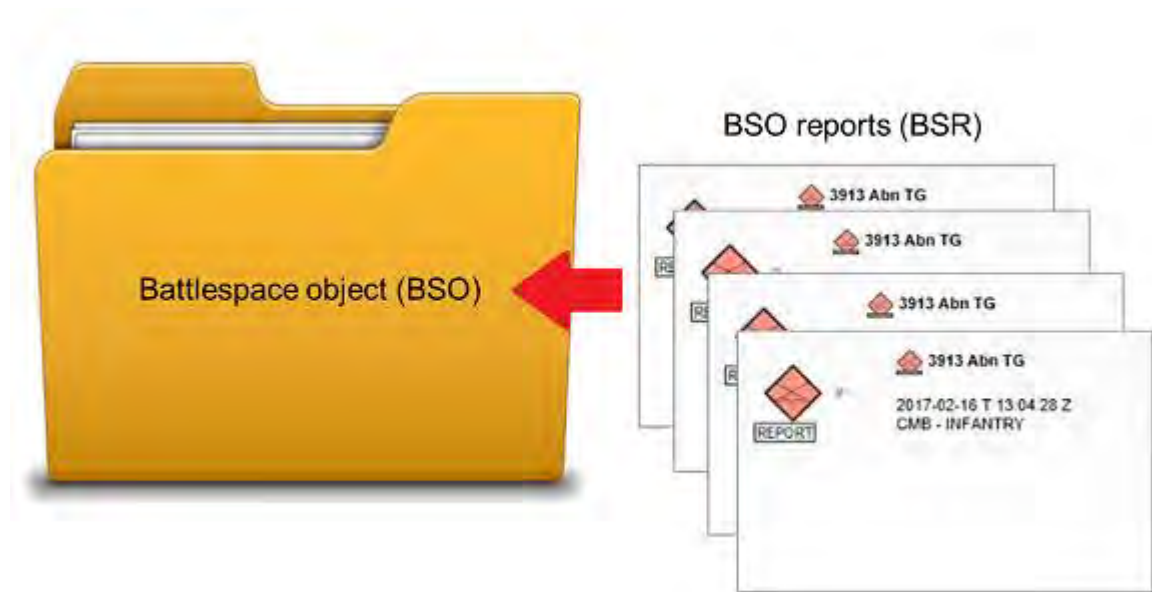 BSO reports (BSR)
3913 Abn TG
3913 Abn TG
3913 Abn TG
3913 Abn TG
2017-02-16 T 13:04:28 Z
CMB - INFANTRY
REPORT
Battlespace object (BSO)